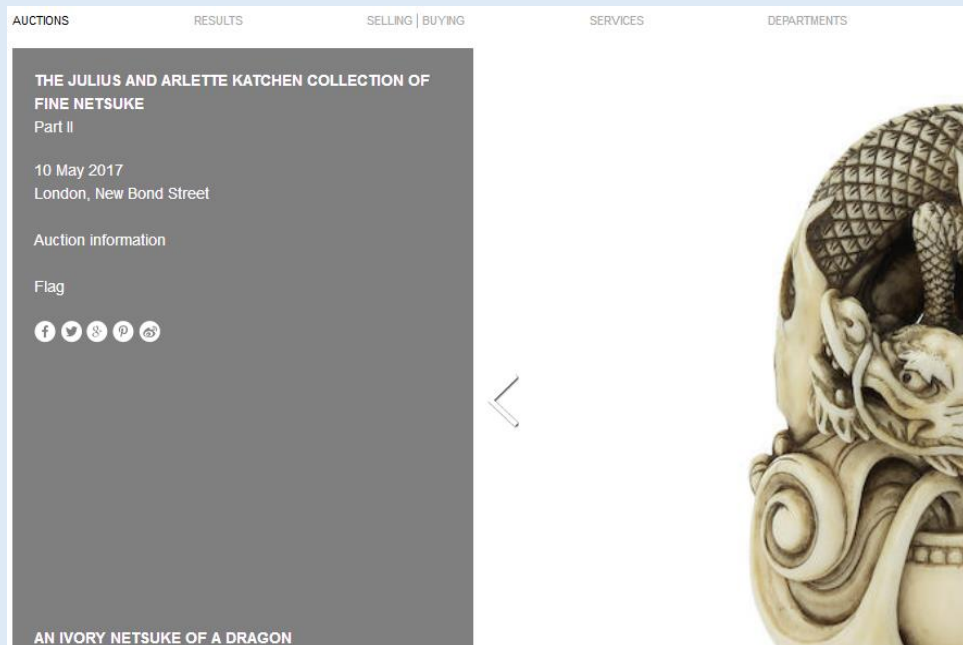 AUCTIONS RESULTS SELLING | BUYING SERVICES DEPARTMENTS
THE JULIUS AND ARLETTE KATCHEN COLLECTION OF
FINE NETSUKE
Part II
10 May 2017
London, New Bond Street
Auction information
Flag
AN IVORY NETSUKE OF A DRAGON